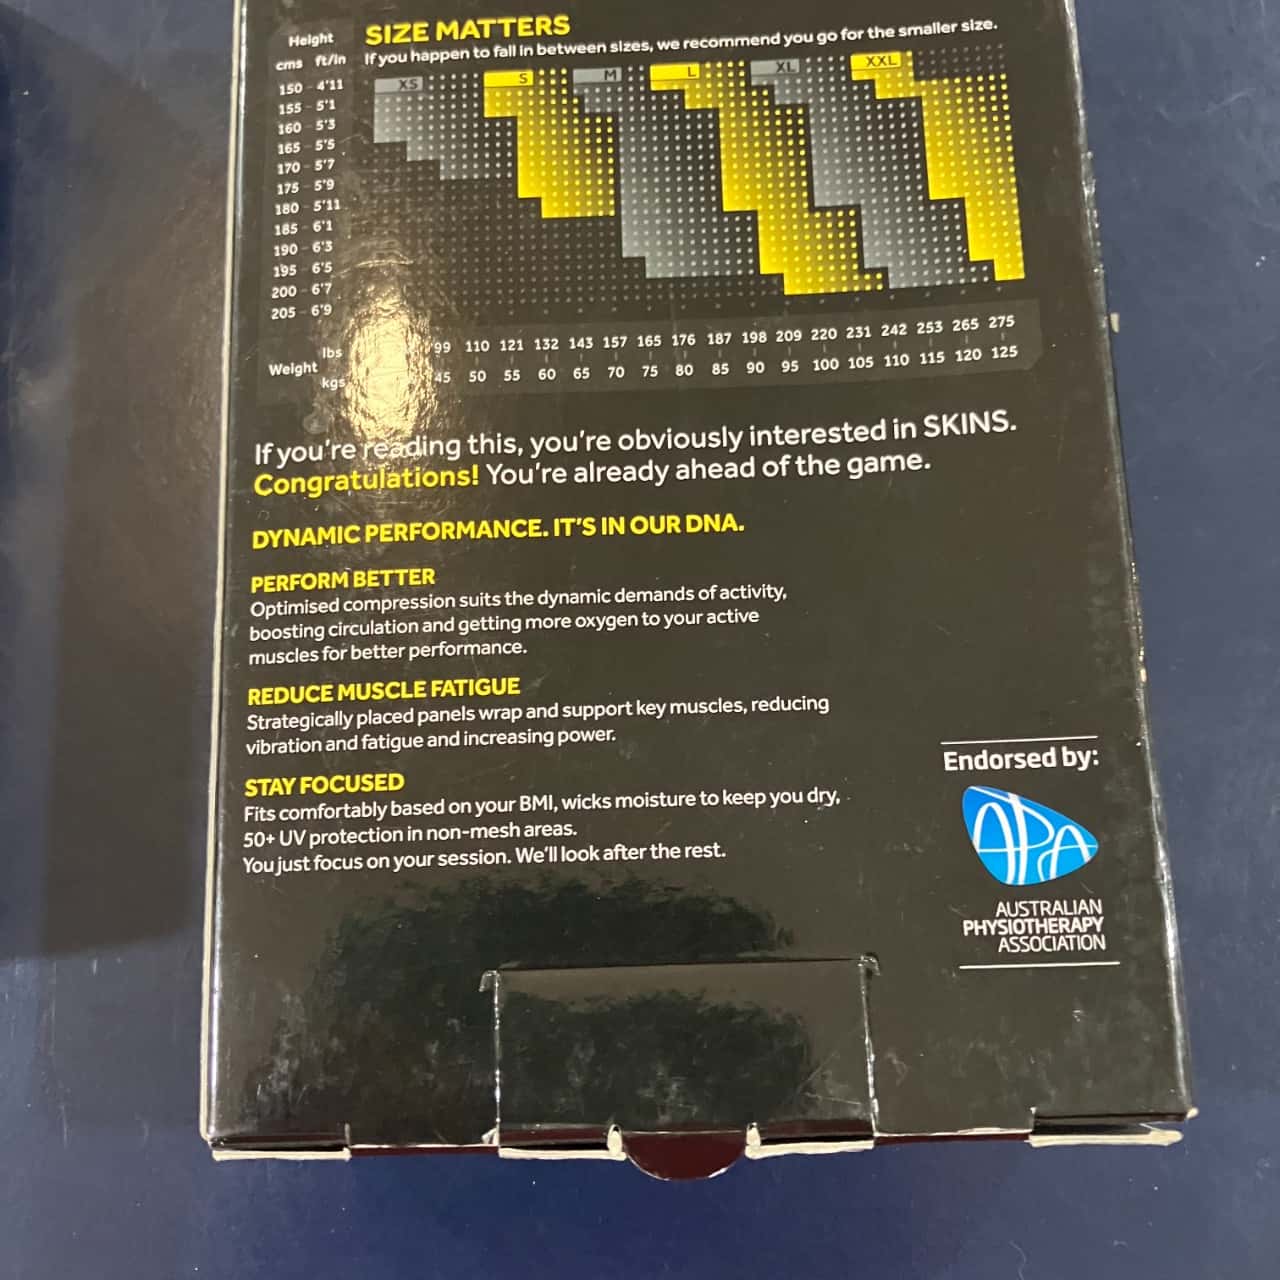 SIZE MATTERS
If you happen to fall in between sizes, we recommend you go for the smaller size.
Height
cms ft/in
XS S M L XL XXL
150 - 4'11
155 - 5'1
160 - 5'3
165 - 5'5
170 - 5'7
175 - 5'9
180 - 5'11
185 - 6'1
190 - 6'3
195 - 6'5
200 - 6'7
205 - 6'9
lbs 99 110 121 132 143 157 165 176 187 198 209 220 231 242 253 265 275
Weight
kgs 45 50 55 60 65 70 75 80 85 90 95 100 105 110 115 120 125
If you're reading this, you're obviously interested in SKINS.
Congratulations! You're already ahead of the game.
DYNAMIC PERFORMANCE. IT'S IN OUR DNA.
PERFORM BETTER
Optimised compression suits the dynamic demands of activity,
boosting circulation and getting more oxygen to your active
muscles for better performance.
REDUCE MUSCLE FATIGUE
Strategically placed panels wrap and support key muscles, reducing
vibration and fatigue and increasing power.
STAY FOCUSED
Fits comfortably based on your BMI, wicks moisture to keep you dry,
50+ UV protection in non-mesh areas.
You just focus on your session. We'll look after the rest.
Endorsed by:
APA
AUSTRALIAN
PHYSIOTHERAPY
ASSOCIATION